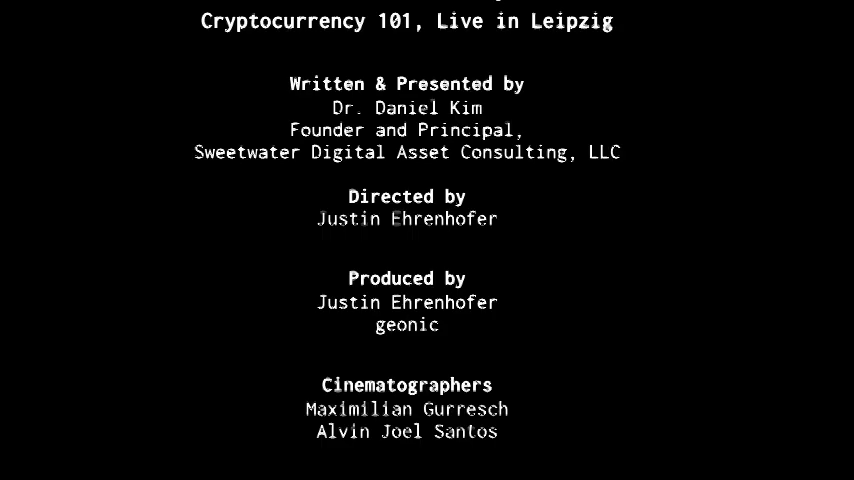 Cryptocurrency 101, Live in Leipzig
Written & Presented by
Dr. Daniel Kim
Founder and Principal,
Sweetwater Digital Asset Consulting, LLC
Directed by
Justin Ehrenhofer
Produced by
Justin Ehrenhofer
geonic
Cinematographers
Maximilian Gurresch
Alvin Joel Santos